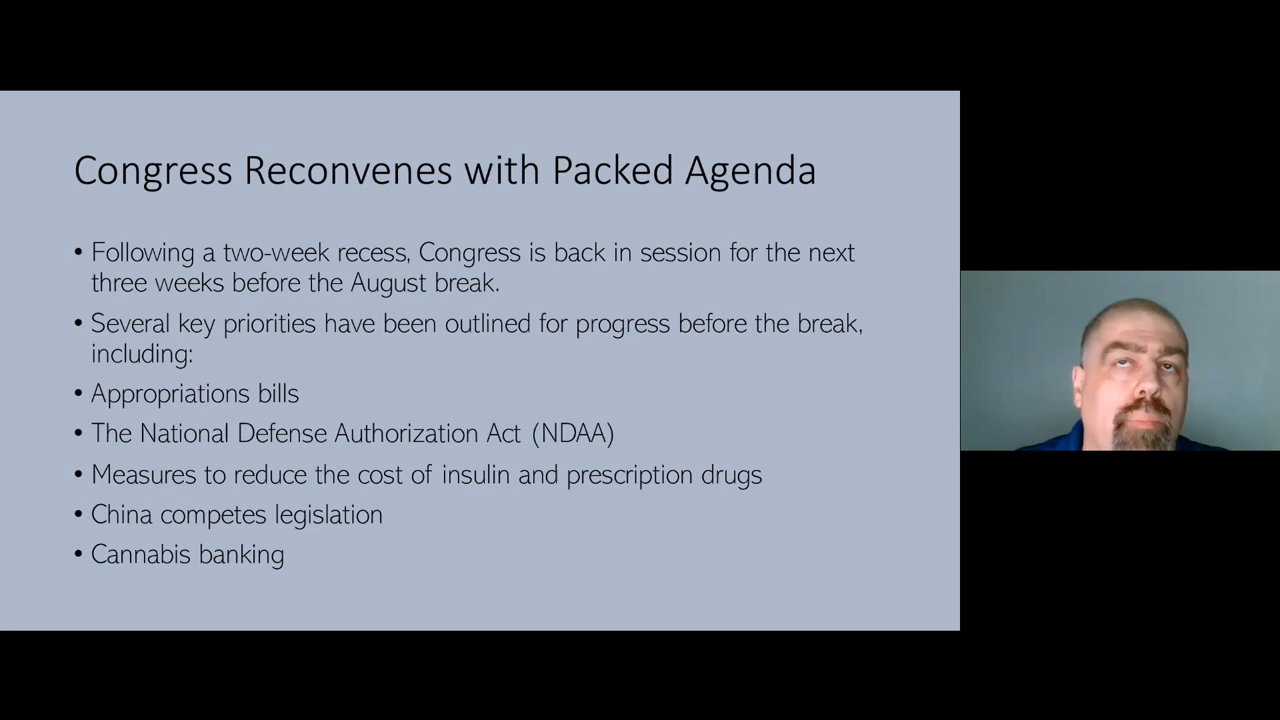 Congress Reconvenes with Packed Agenda
• Following a two-week recess, Congress is back in session for the next
three weeks before the August break.
• Several key priorities have been outlined for progress before the break,
including:
• Appropriations bills
• The National Defense Authorization Act (NDAA)
• Measures to reduce the cost of insulin and prescription drugs
• China competes legislation
• Cannabis banking